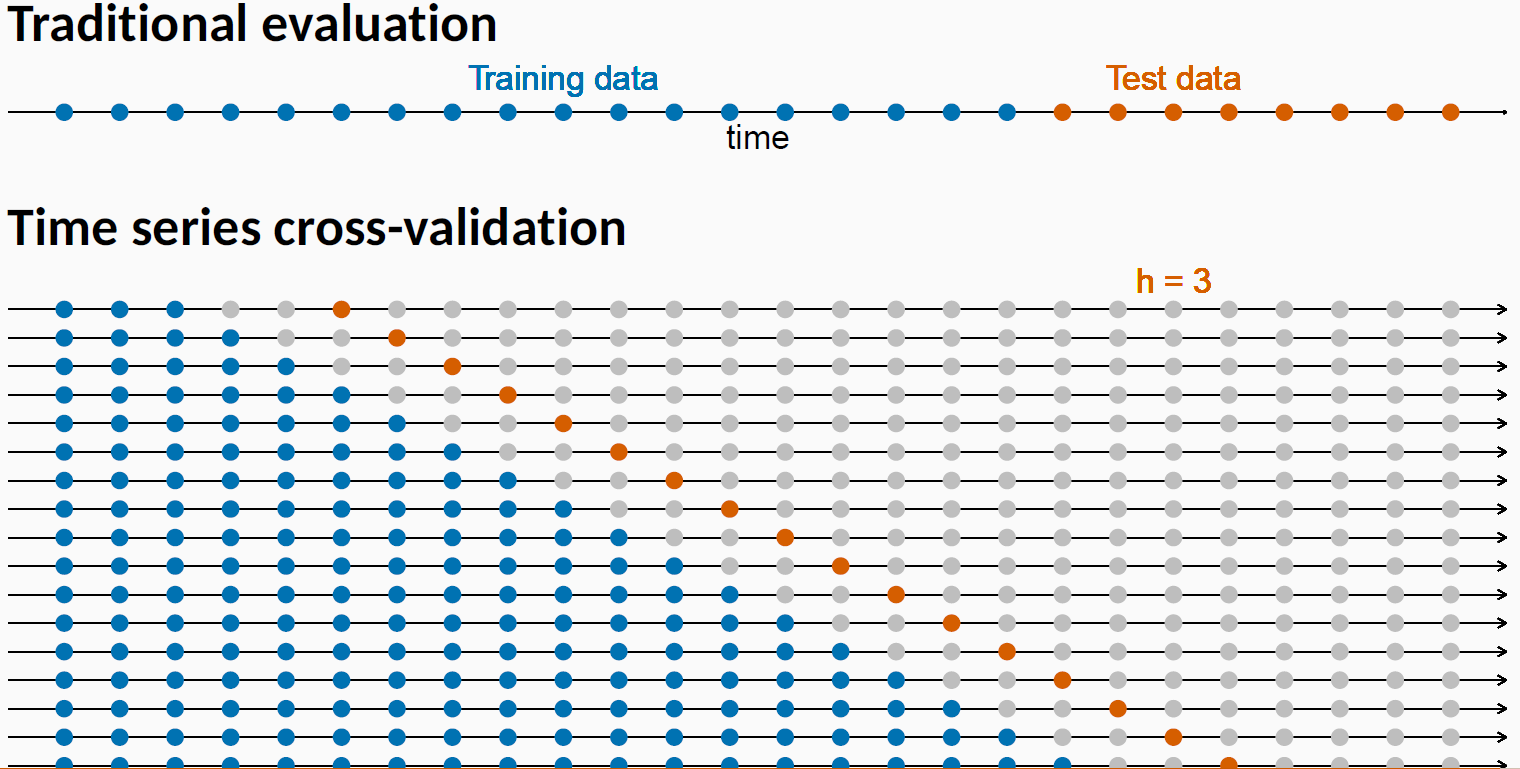 Traditional evaluation
Training data
Test data
time
Time series cross-validation
h = 3